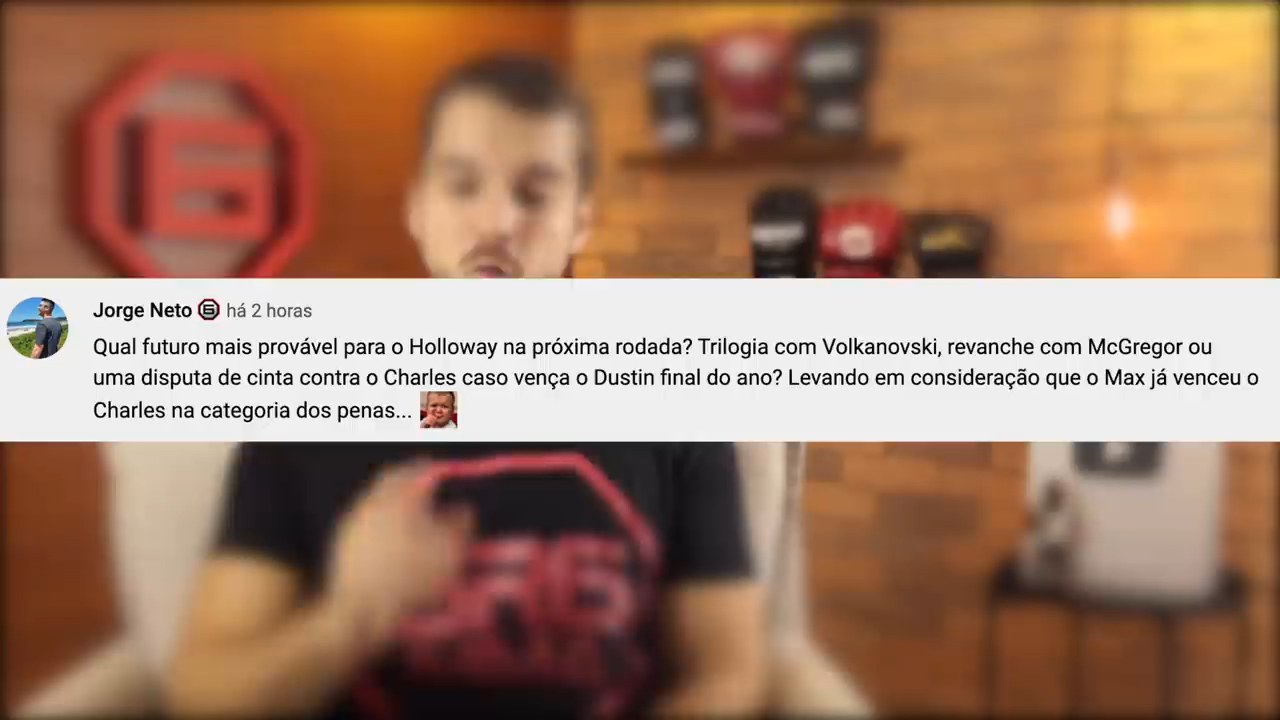 Jorge Neto há 2 horas
Qual futuro mais provável para o Holloway na próxima rodada? Trilogia com Volkanovski, revanche com McGregor ou
uma disputa de cinta contra o Charles caso vença o Dustin final do ano? Levando em consideração que o Max já venceu o
Charles na categoria dos penas...